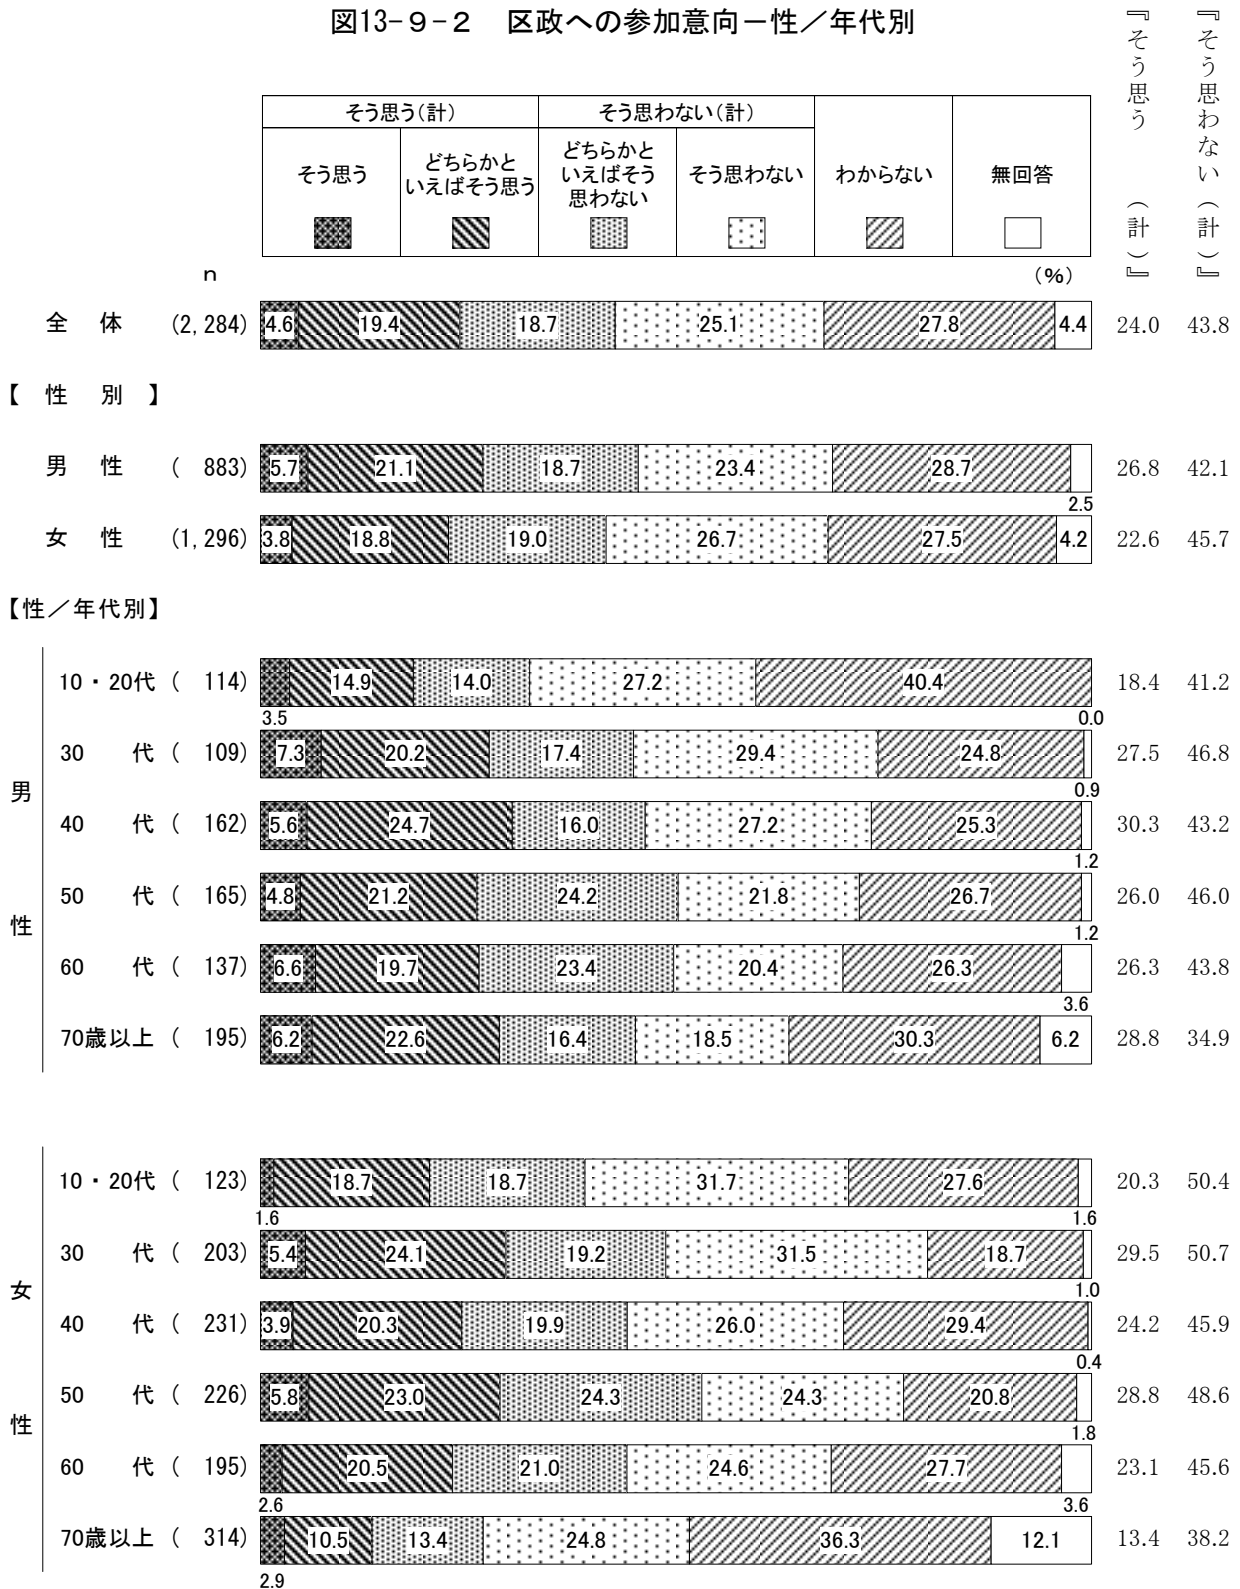 図13-9-2 区政への参加意向ー性／年代別
『そう思う（計）』
『そう思わない（計）』
そう思う（計） そう思わない（計）
そう思う どちらかといえばそう思う どちらかといえばそう思わない そう思わない わからない 無回答
n (%)
全体 (2,284) 4.6 19.4 18.7 25.1 27.8 4.4 24.0 43.8
【性別】
男性 ( 883) 5.7 21.1 18.7 23.4 28.7 26.8 42.1
2.5
女性 (1,296) 3.8 18.8 19.0 26.7 27.5 4.2 22.6 45.7
【性／年代別】
男性
10・20代 ( 114) 14.9 14.0 27.2 40.4 18.4 41.2
3.5 0.0
30代 ( 109) 7.3 20.2 17.4 29.4 24.8 27.5 46.8
0.9
40代 ( 162) 5.6 24.7 16.0 27.2 25.3 30.3 43.2
1.2
50代 ( 165) 4.8 21.2 24.2 21.8 26.7 26.0 46.0
1.2
60代 ( 137) 6.6 19.7 23.4 20.4 26.3 26.3 43.8
3.6
70歳以上 ( 195) 6.2 22.6 16.4 18.5 30.3 6.2 28.8 34.9
女性
10・20代 ( 123) 18.7 18.7 31.7 27.6 20.3 50.4
1.6 1.6
30代 ( 203) 5.4 24.1 19.2 31.5 18.7 29.5 50.7
1.0
40代 ( 231) 3.9 20.3 19.9 26.0 29.4 24.2 45.9
0.4
50代 ( 226) 5.8 23.0 24.3 24.3 20.8 28.8 48.6
1.8
60代 ( 195) 20.5 21.0 24.6 27.7 23.1 45.6
2.6 3.6
70歳以上 ( 314) 10.5 13.4 24.8 36.3 12.1 13.4 38.2
2.9